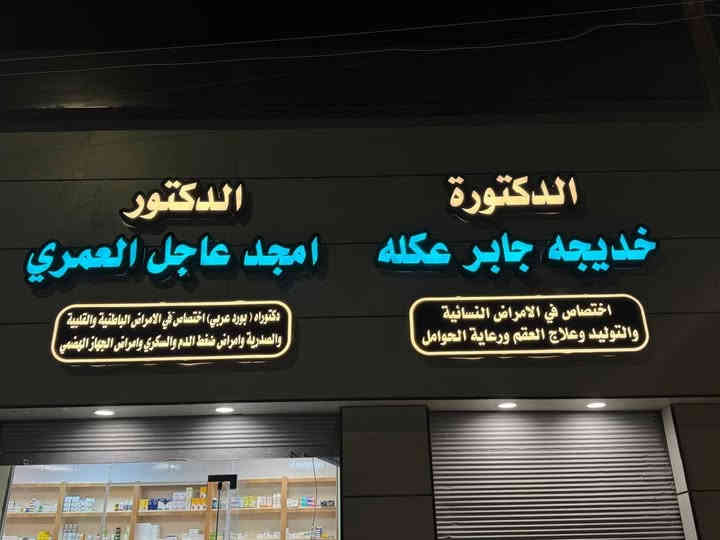 الدكتورة
خديجه جابر عكله
اختصاص في الامراض النسائية
والتوليد وعلاج العقم ورعاية الحوامل
الدكتور
امجد عاجل العمري
دكتوراه ( بورد عربي) اختصاص في الامراض الباطنية والقلبية
والصدرية وامراض ضغط الدم والسكري وامراض الجهاز الهضمي